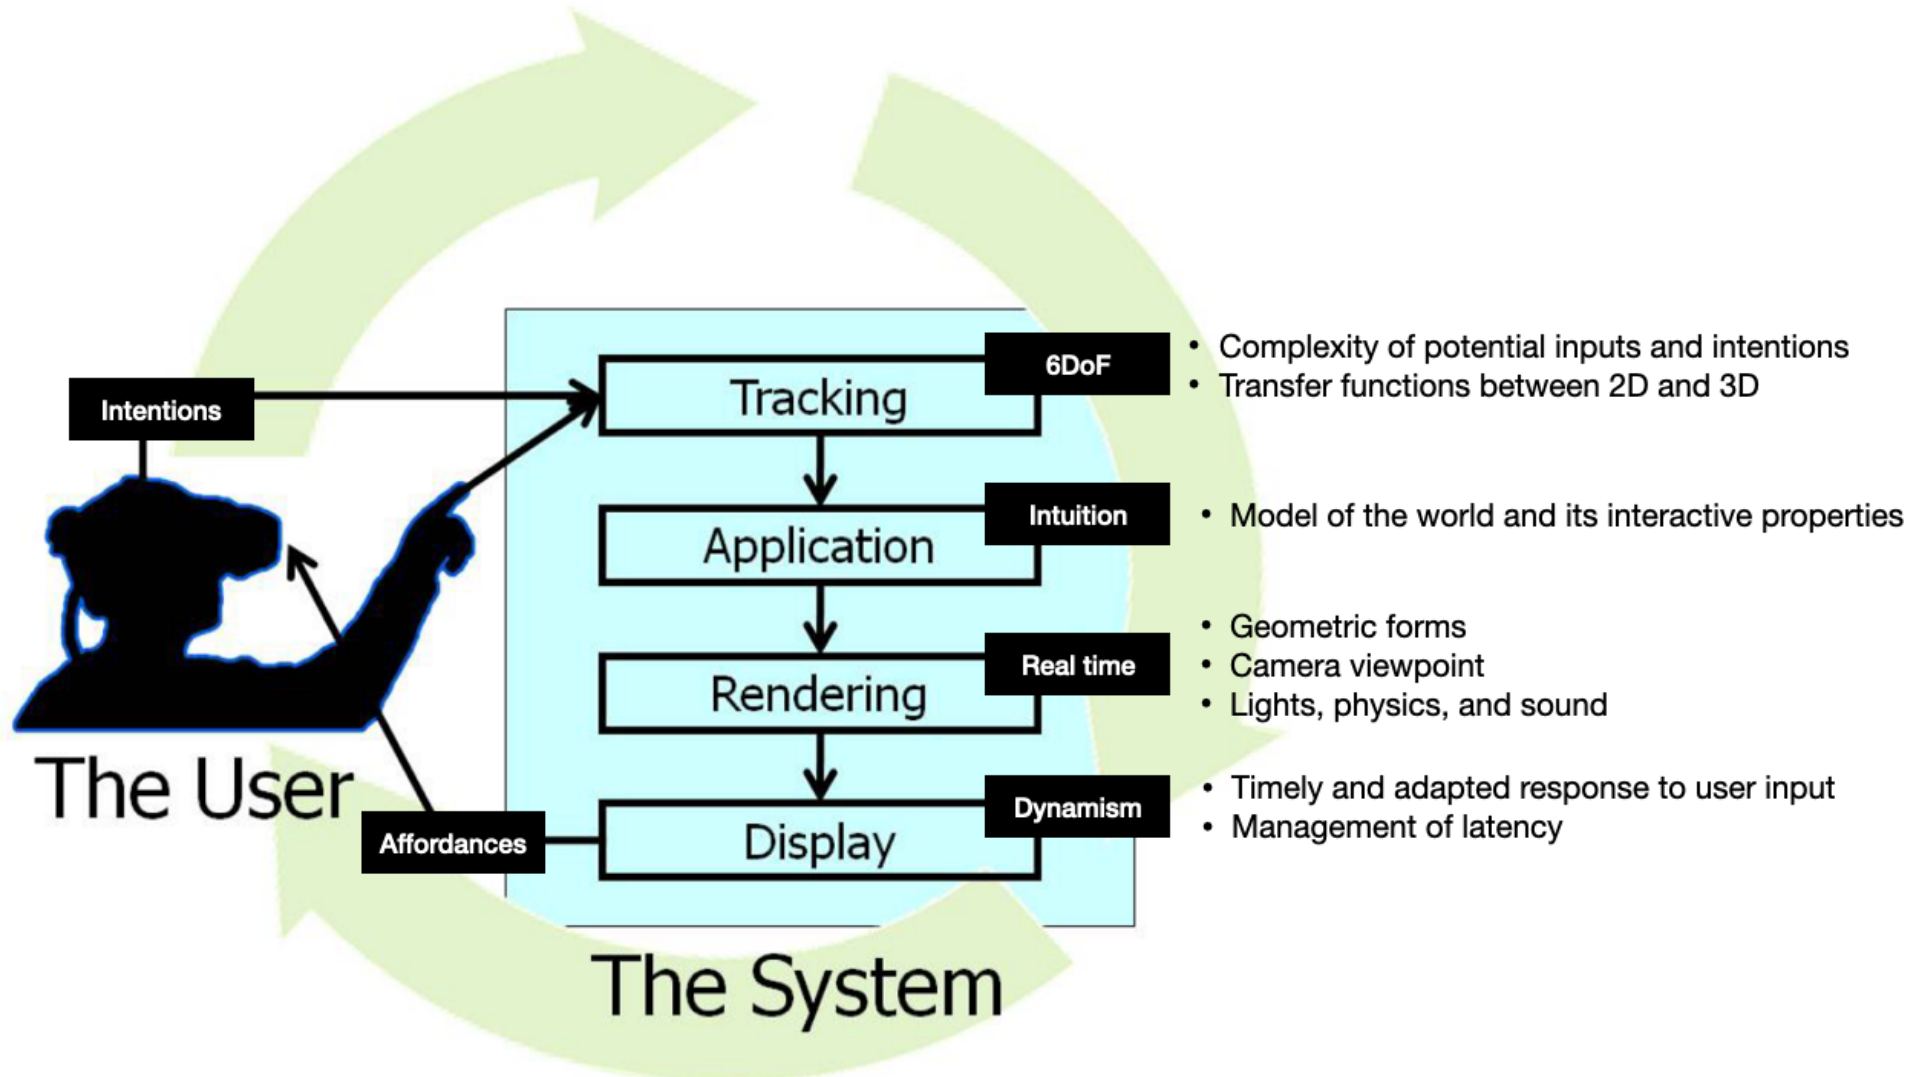 6DoF
• Complexity of potential inputs and intentions
• Transfer functions between 2D and 3D
Tracking
Intentions
Intuition
• Model of the world and its interactive properties
Application
• Geometric forms
Real time
• Camera viewpoint
Rendering
• Lights, physics, and sound
The User
Dynamism
• Timely and adapted response to user input
• Management of latency
Affordances
Display
The System